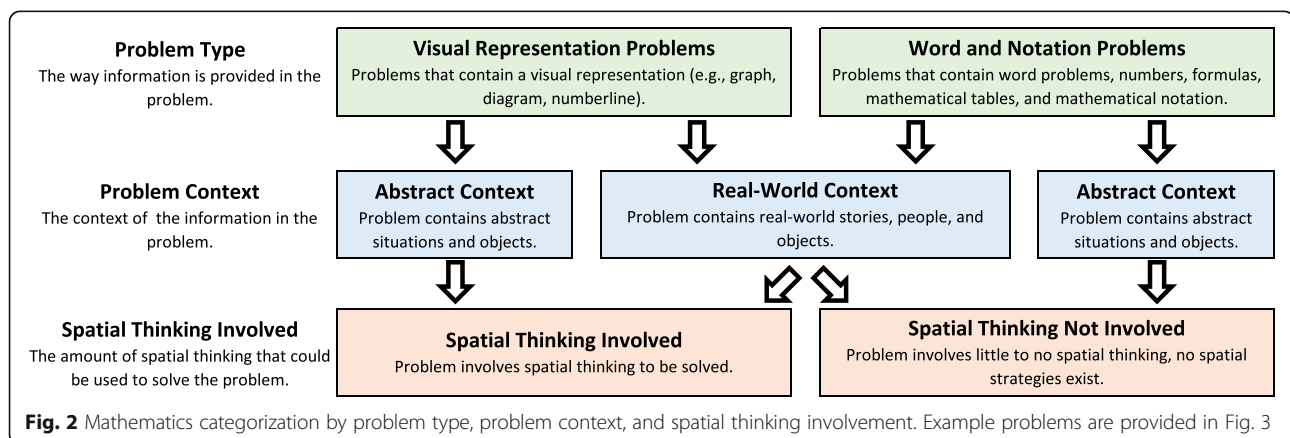 Problem Type
The way information is provided in the
problem.
Visual Representation Problems
Problems that contain a visual representation (e.g., graph,
diagram, numberline).
Word and Notation Problems
Problems that contain word problems, numbers, formulas,
mathematical tables, and mathematical notation.
Problem Context
The context of the information in the
problem.
Abstract Context
Problem contains abstract
situations and objects.
Real-World Context
Problem contains real-world stories, people, and
objects.
Abstract Context
Problem contains abstract
situations and objects.
Spatial Thinking Involved
The amount of spatial thinking that could
be used to solve the problem.
Spatial Thinking Involved
Problem involves spatial thinking to be solved.
Spatial Thinking Not Involved
Problem involves little to no spatial thinking, no spatial
strategies exist.
Fig. 2 Mathematics categorization by problem type, problem context, and spatial thinking involvement. Example problems are provided in Fig. 3